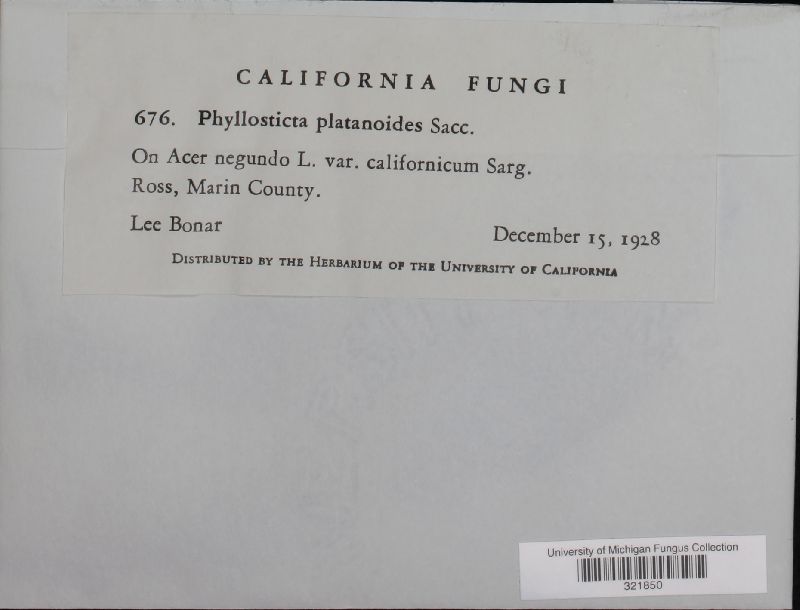 CALIFORNIA FUNGI
676. Phyllosticta platanoides Sacc.
On Acer negundo L. var. californicum Sarg.
Ross, Marin County.
Lee Bonar December 15, 1928
Distributed by the Herbarium of the University of California
University of Michigan Fungus Collection
321850